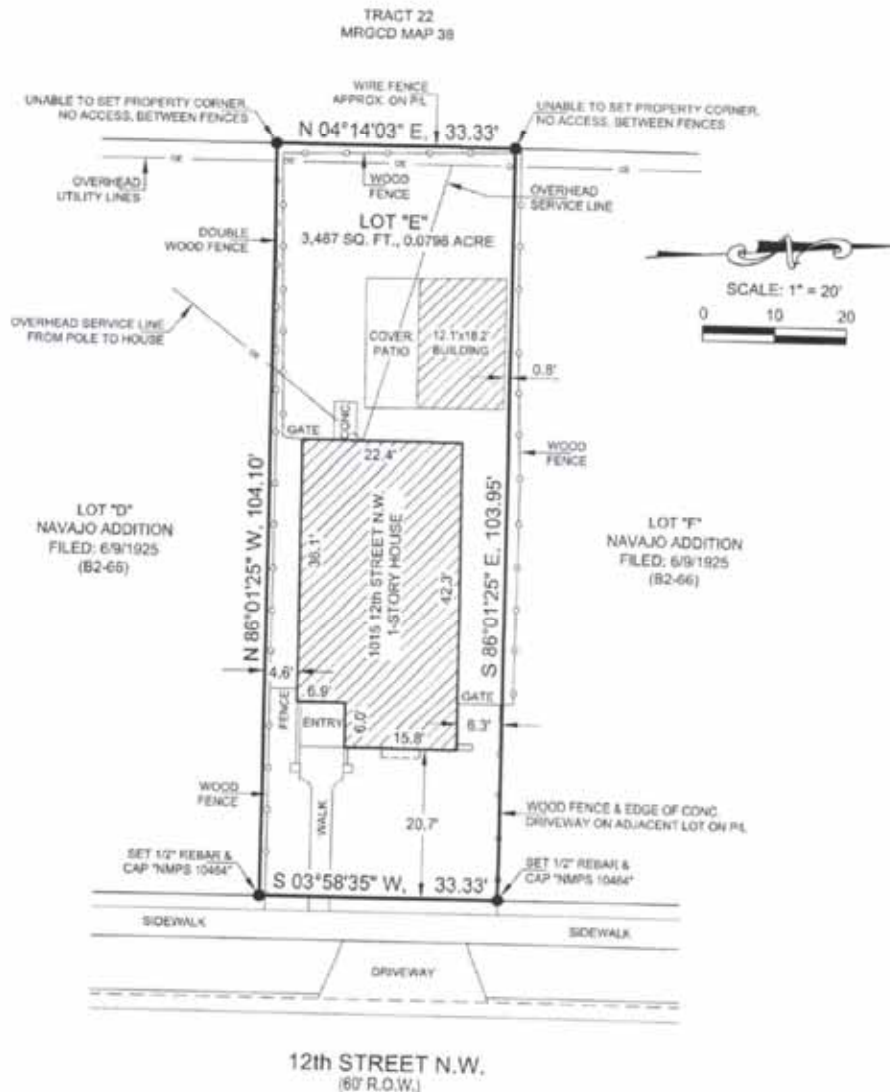 TRACT 22
MRGCD MAP 38
WIRE FENCE
APPROX. ON P/L
UNABLE TO SET PROPERTY CORNER,
NO ACCESS, BETWEEN FENCES
UNABLE TO SET PROPERTY CORNER,
NO ACCESS, BETWEEN FENCES
N 04°14'03" E, 33.33'
OE
OE
OE
OE
OE
OVERHEAD
UTILITY LINES
WOOD
FENCE
OVERHEAD
SERVICE LINE
LOT "E"
3,467 SQ. FT., 0.0796 ACRE
DOUBLE
WOOD FENCE
SCALE: 1" = 20'
0 10 20
OVERHEAD SERVICE LINE
FROM POLE TO HOUSE
OE
COVER
PATIO
12.1'x18.2'
BUILDING
0.8'
GATE
CONC.
22.4'
WOOD
FENCE
N 86°01'25" W, 104.10'
36.1'
1015 12th STREET N.W.
1-STORY HOUSE
42.3'
S 86°01'25" E, 103.95'
LOT "D"
NAVAJO ADDITION
FILED: 6/9/1925
(B2-66)
LOT "F"
NAVAJO ADDITION
FILED: 6/9/1925
(B2-66)
4.6'
6.9'
FENCE
ENTRY
6.0'
15.8'
GATE
6.3'
WOOD
FENCE
WALK
20.7'
WOOD FENCE & EDGE OF CONC.
DRIVEWAY ON ADJACENT LOT ON P/L
SET 1/2" REBAR &
CAP "NMPS 10464"
SET 1/2" REBAR &
CAP "NMPS 10464"
S 03°58'35" W, 33.33'
SIDEWALK
SIDEWALK
DRIVEWAY
12th STREET N.W.
(60' R.O.W.)